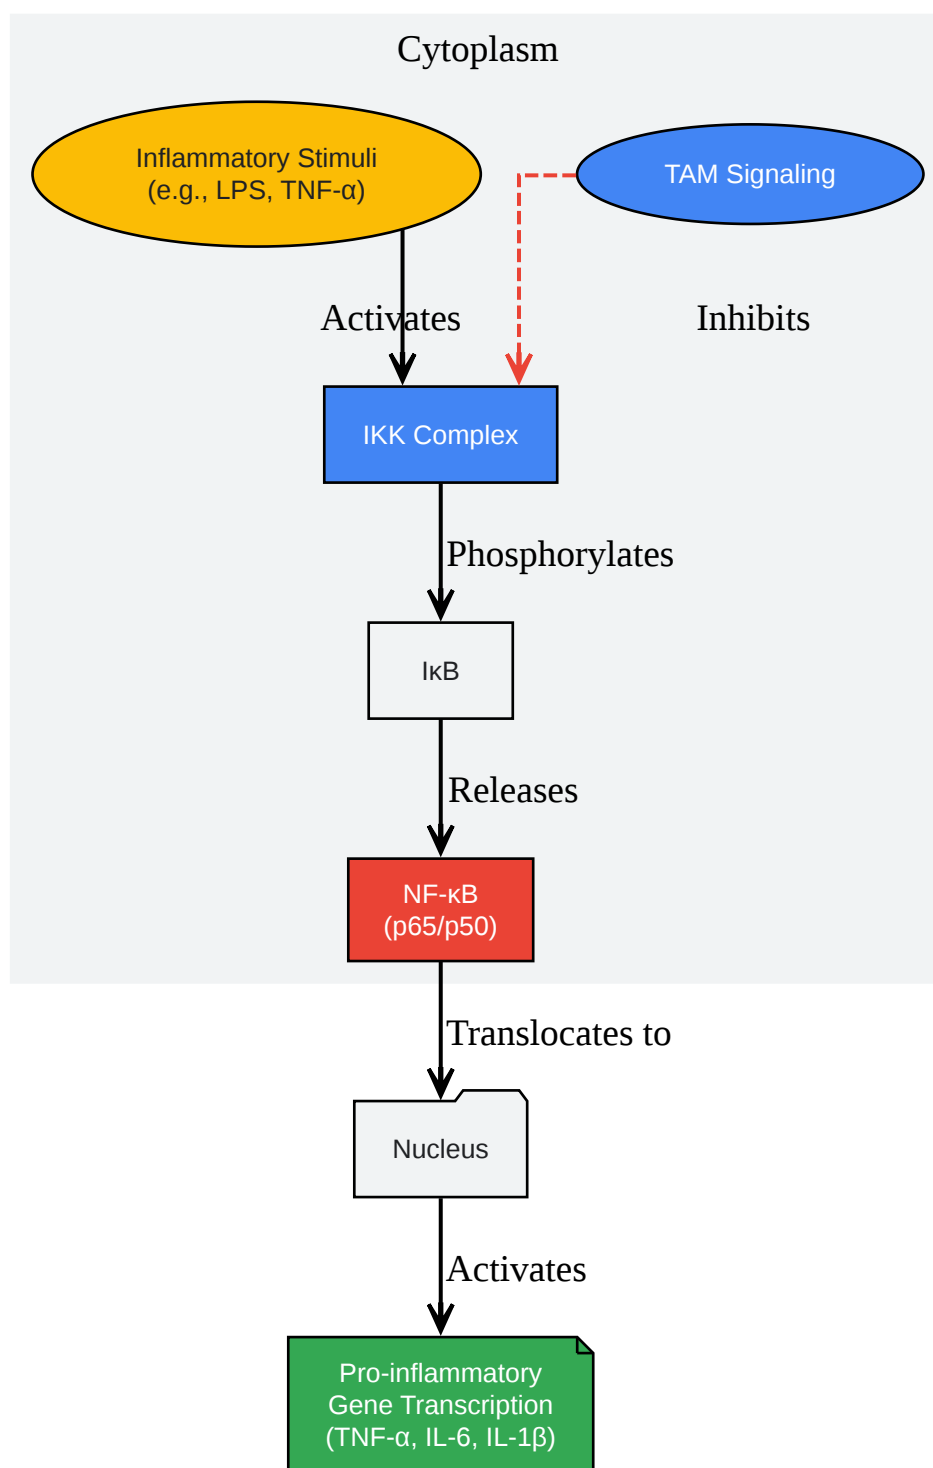 Cytoplasm
Inflammatory Stimuli
(e.g., LPS, TNF-α)
TAM Signaling
Activates
Inhibits
IKK Complex
Phosphorylates
IκB
Releases
NF-κB
(p65/p50)
Translocates to
Nucleus
Activates
Pro-inflammatory
Gene Transcription
(TNF-α, IL-6, IL-1β)